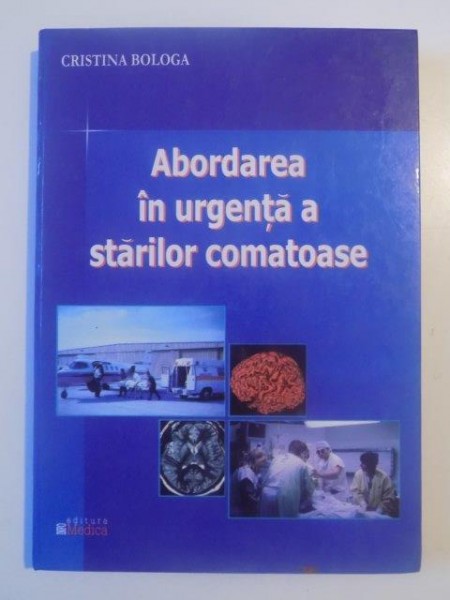 CRISTINA BOLOGA
Abordarea
în urgență a
stărilor comatoase
editura
Medica